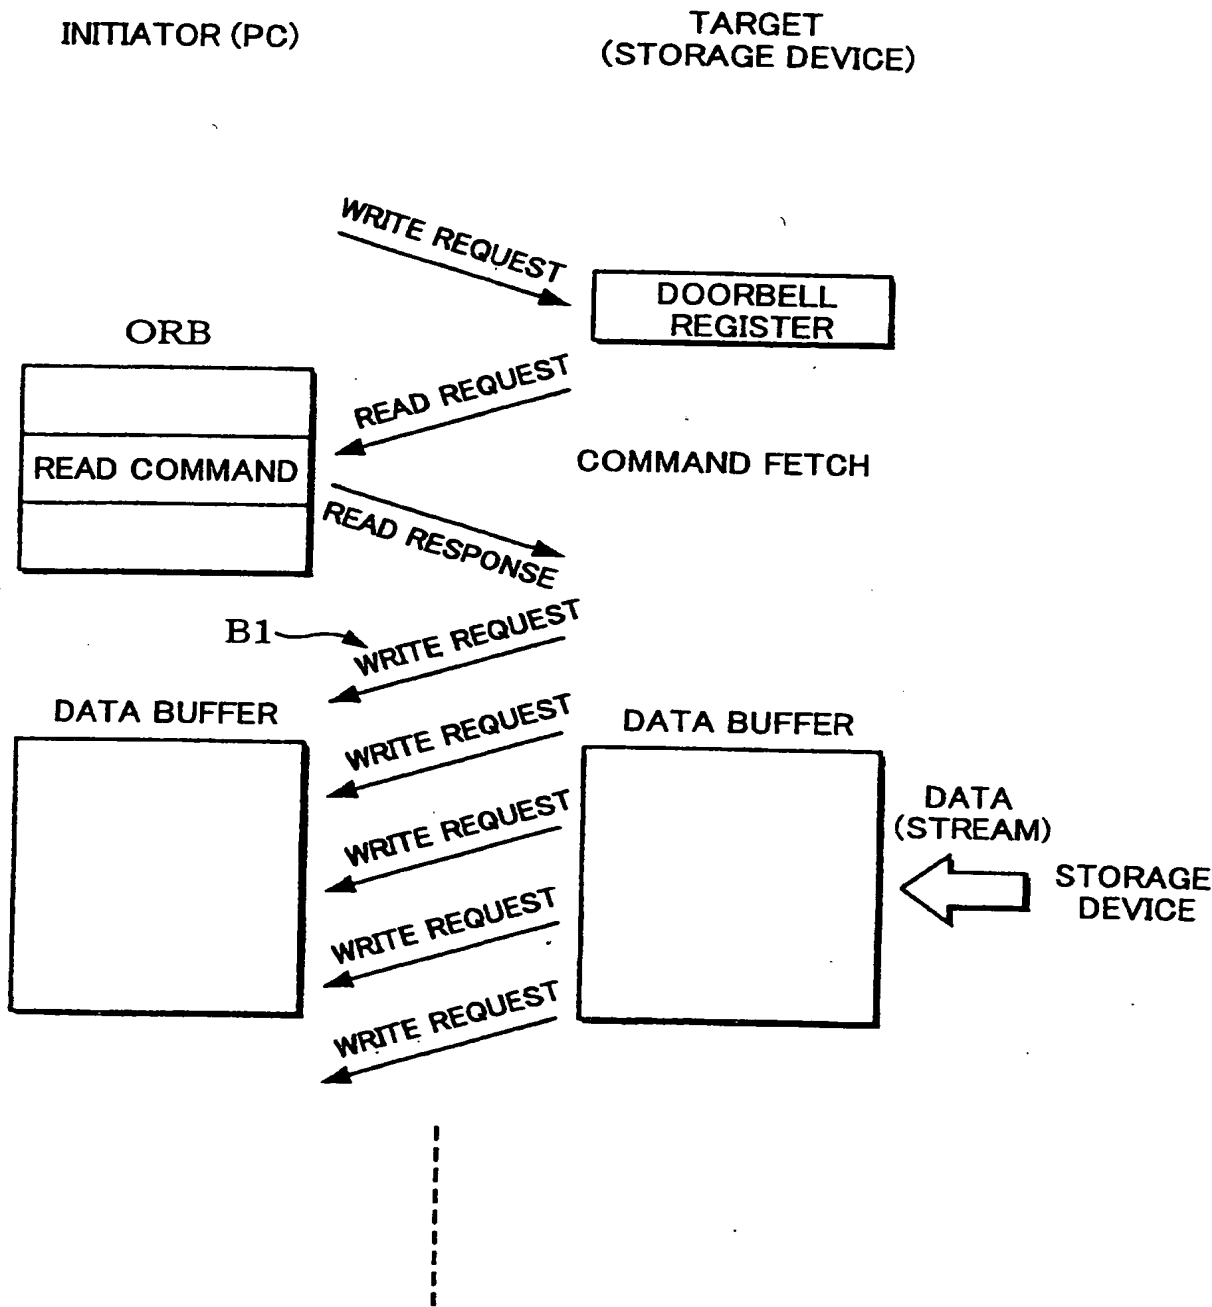 INITIATOR (PC)
TARGET
(STORAGE DEVICE)
WRITE REQUEST
DOORBELL
REGISTER
ORB
READ REQUEST
READ COMMAND
COMMAND FETCH
READ RESPONSE
B1
WRITE REQUEST
DATA BUFFER
WRITE REQUEST
DATA BUFFER
WRITE REQUEST
DATA
(STREAM)
STORAGE
DEVICE
WRITE REQUEST
WRITE REQUEST